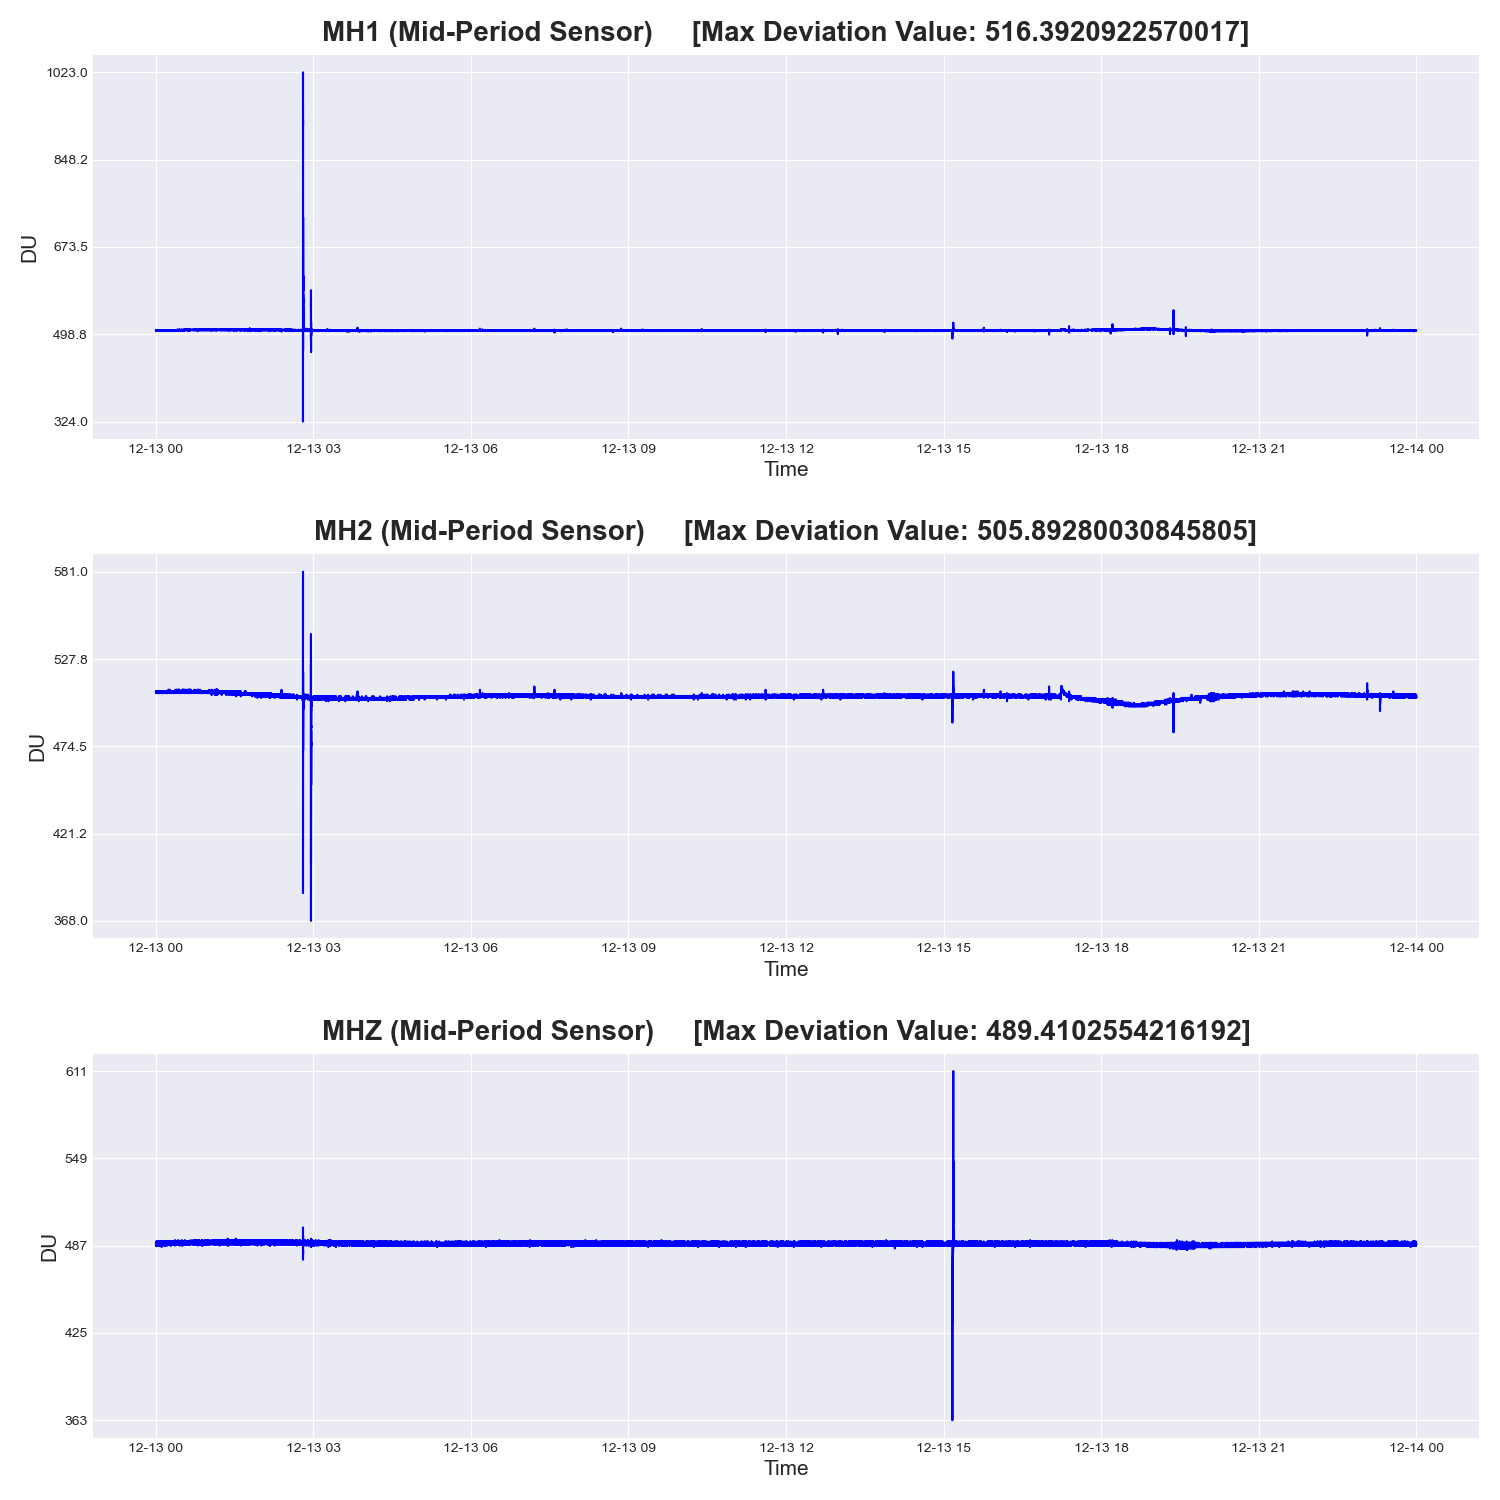 MH1 (Mid-Period Sensor) [Max Deviation Value: 516.3920922570017]
1023.0
848.2
673.5
498.8
324.0
DU
12-13 00 12-13 03 12-13 06 12-13 09 12-13 12 12-13 15 12-13 18 12-13 21 12-14 00
Time
MH2 (Mid-Period Sensor) [Max Deviation Value: 505.89280030845805]
581.0
527.8
474.5
421.2
368.0
DU
12-13 00 12-13 03 12-13 06 12-13 09 12-13 12 12-13 15 12-13 18 12-13 21 12-14 00
Time
MHZ (Mid-Period Sensor) [Max Deviation Value: 489.4102554216192]
611
549
487
425
363
DU
12-13 00 12-13 03 12-13 06 12-13 09 12-13 12 12-13 15 12-13 18 12-13 21 12-14 00
Time